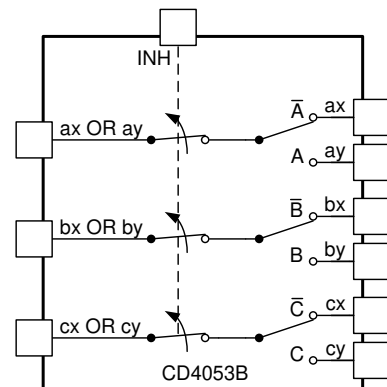 INH
A̅ ax
ax OR ay
A ay
B̅ bx
bx OR by
B by
C̅ cx
cx OR cy
C cy
CD4053B